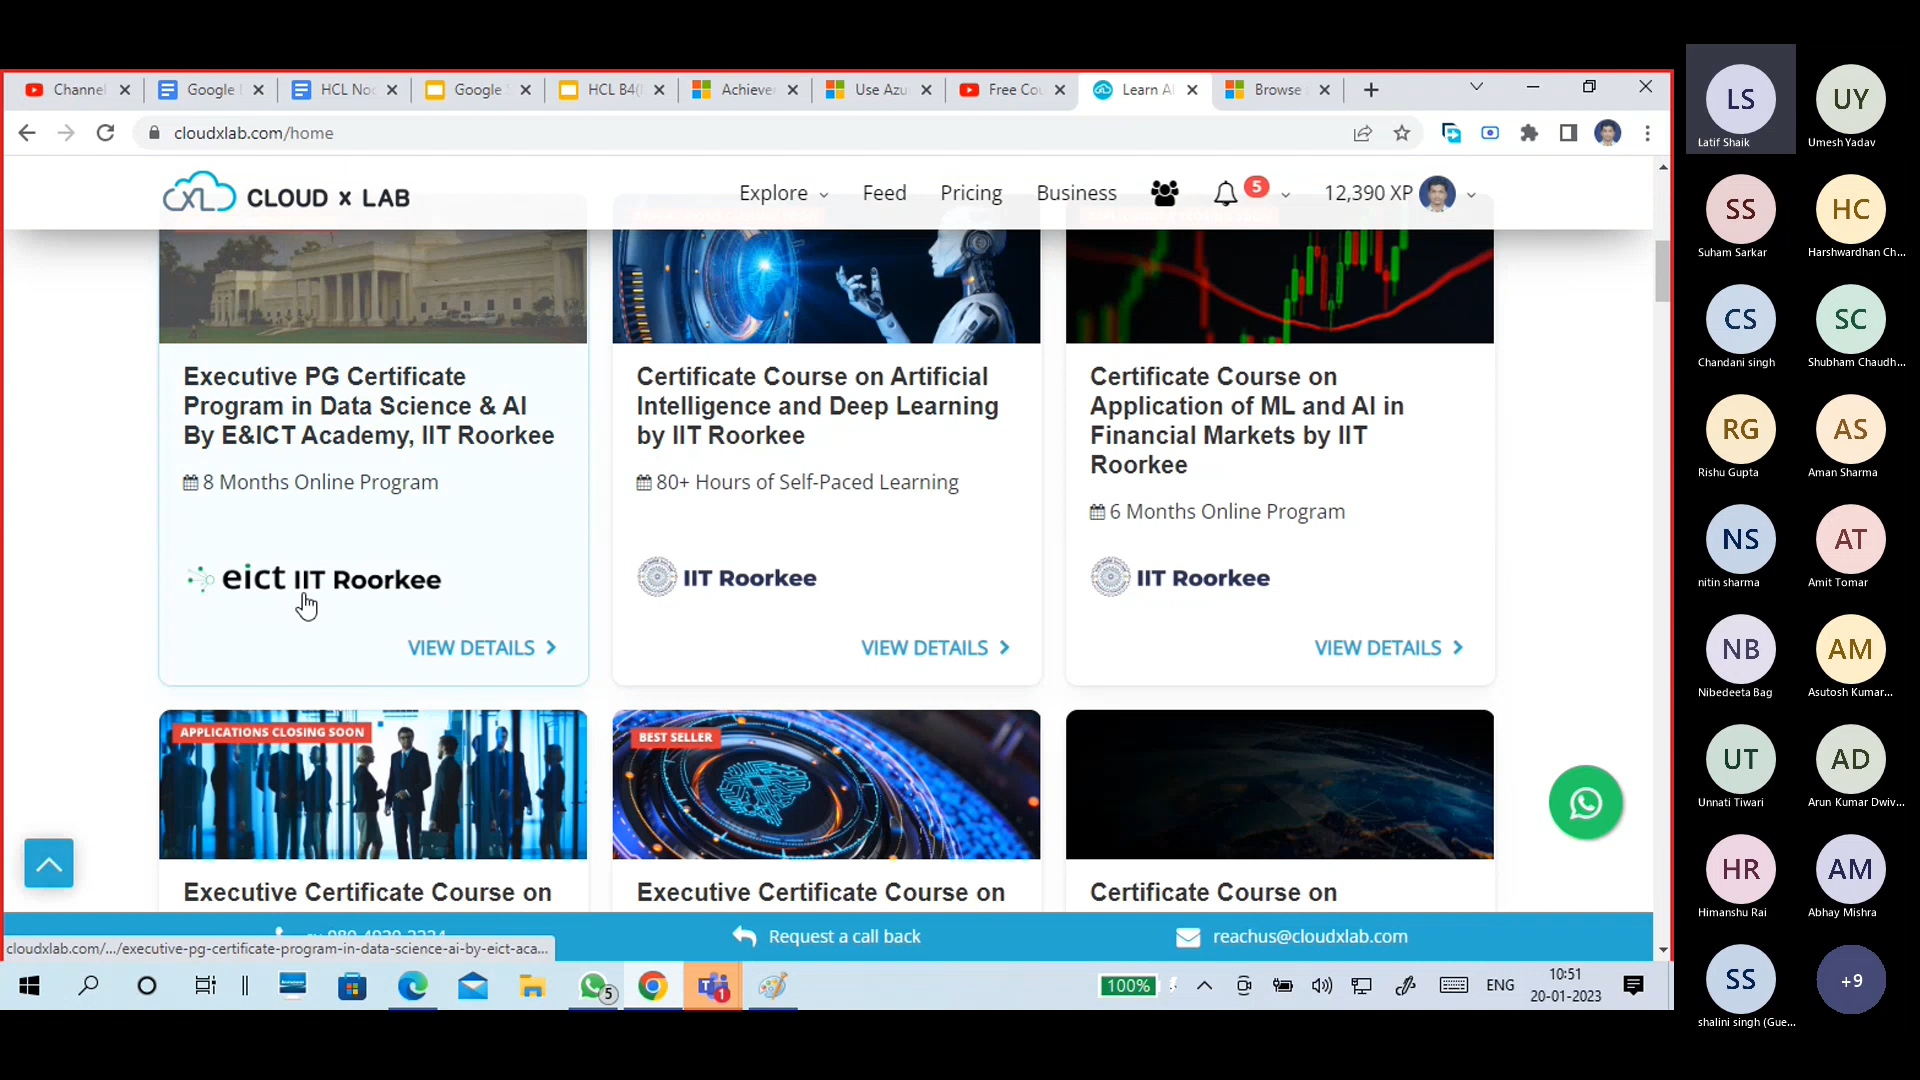 Channel
Google
HCL Noc
Google
HCL B4(
Achieve
Use Azu
Free Cou
Learn A
Browse
cloudxlab.com/home
CLOUD x LAB
Explore
Feed
Pricing
Business
5
12,390 XP
Executive PG Certificate
Program in Data Science & AI
By E&ICT Academy, IIT Roorkee
8 Months Online Program
eict IIT Roorkee
VIEW DETAILS
Certificate Course on Artificial
Intelligence and Deep Learning
by IIT Roorkee
80+ Hours of Self-Paced Learning
IIT Roorkee
VIEW DETAILS
Certificate Course on
Application of ML and AI in
Financial Markets by IIT
Roorkee
6 Months Online Program
IIT Roorkee
VIEW DETAILS
APPLICATIONS CLOSING SOON
Executive Certificate Course on
BEST SELLER
Executive Certificate Course on
Certificate Course on
Request a call back
reachus@cloudxlab.com
cloudxlab.com/.../executive-pg-certificate-program-in-data-science-ai-by-eict-aca...
5
1
100%
ENG
10:51
20-01-2023
LS
Latif Shaik
UY
Umesh Yadav
SS
Suham Sarkar
HC
Harshwardhan Ch...
CS
Chandani singh
SC
Shubham Chaudh...
RG
Rishu Gupta
AS
Aman Sharma
NS
nitin sharma
AT
Amit Tomar
NB
Nibedeeta Bag
AM
Asutosh Kumar...
UT
Unnati Tiwari
AD
Arun Kumar Dwiv...
HR
Himanshu Rai
AM
Abhay Mishra
SS
shalini singh (Gue...
+9